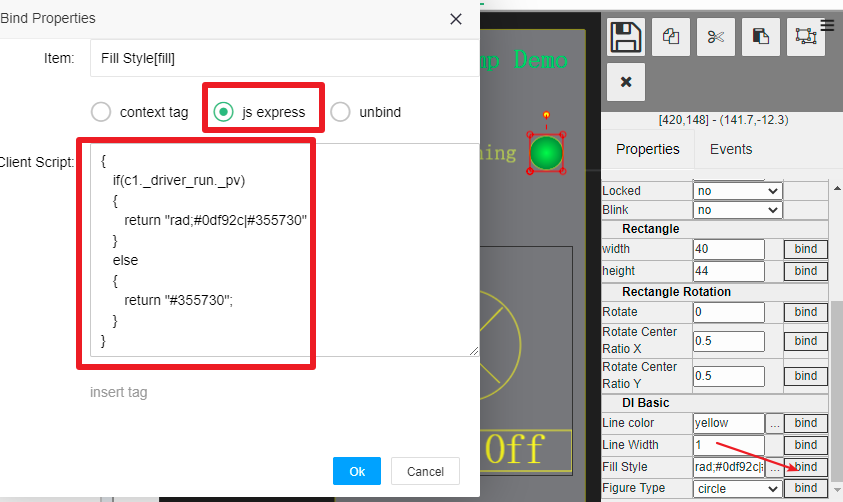 Bind Properties
Item:
Fill Style[fill]
context tag
js express
unbind
Client Script:
{
if(c1._driver_run._pv)
{
return "rad;#0df92c|#355730"
}
else
{
return "#355730";
}
}
insert tag
Ok
Cancel
mp Demo
ning
Off
[420,148] - (141.7,-12.3)
Properties
Events
Locked
no
Blink
no
Rectangle
width
40
bind
height
44
bind
Rectangle Rotation
Rotate
0
bind
Rotate Center
Ratio X
0.5
bind
Rotate Center
Ratio Y
0.5
bind
DI Basic
Line color
yellow
...
bind
Line Width
1
bind
Fill Style
rad;#0df92c|
...
bind
Figure Type
circle
bind